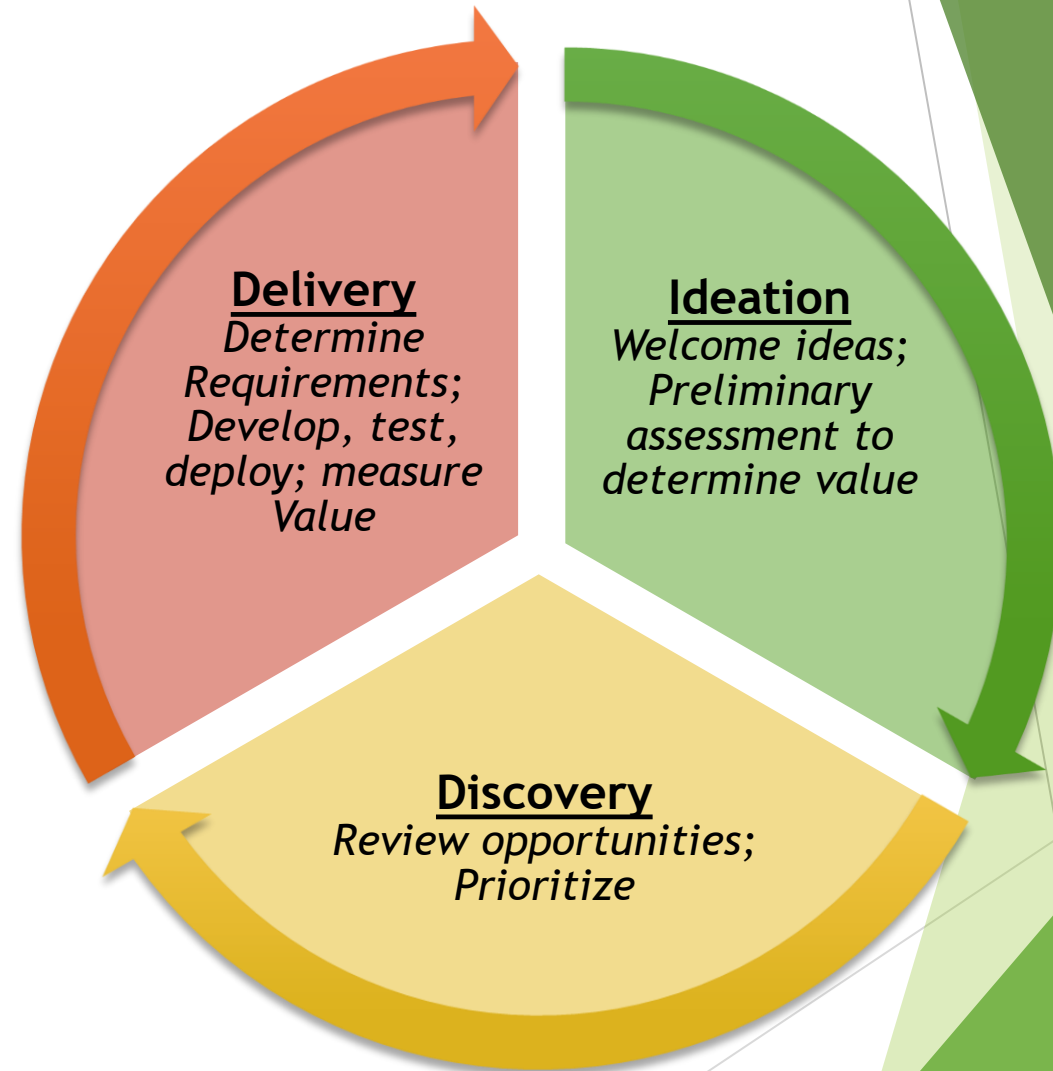 Delivery
Determine
Requirements;
Develop, test,
deploy; measure
Value
Ideation
Welcome ideas;
Preliminary
assessment to
determine value
Discovery
Review opportunities;
Prioritize